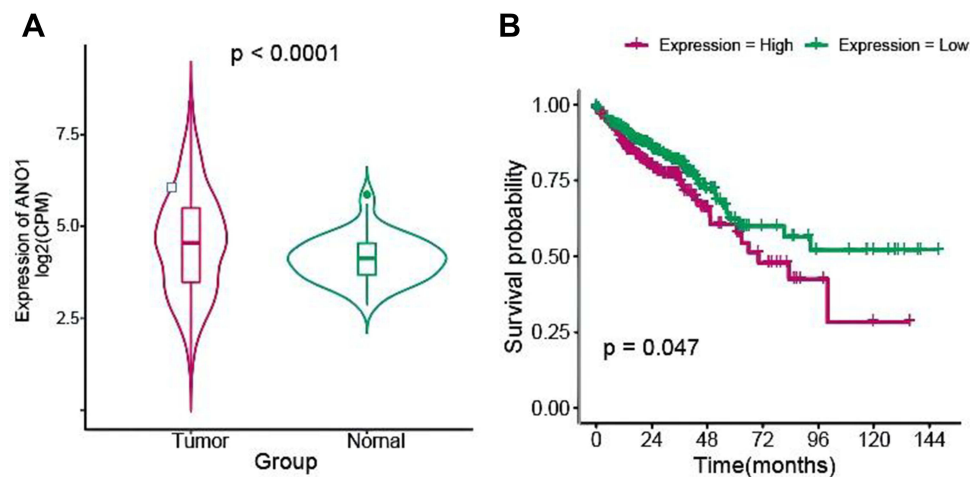 A
p < 0.0001
Expression of ANO1
log2(CPM)
7.5
5.0
2.5
Tumor
Nornal
Group
B
Expression = High
Expression = Low
Survival probability
1.00
0.75
0.50
0.25
0.00
p = 0.047
0 24 48 72 96 120 144
Time(months)